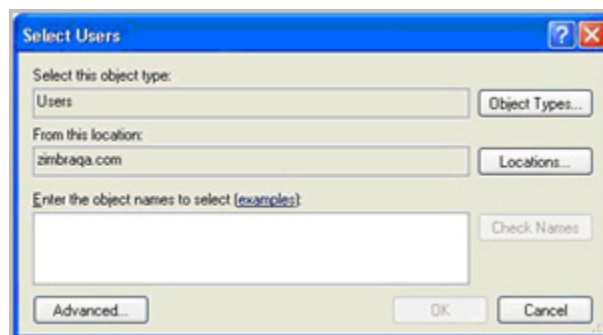 Select Users
Select this object type:
Users
Object Types...
From this location:
zimbraqa.com
Locations...
Enter the object names to select (examples):
Check Names
Advanced...
OK
Cancel